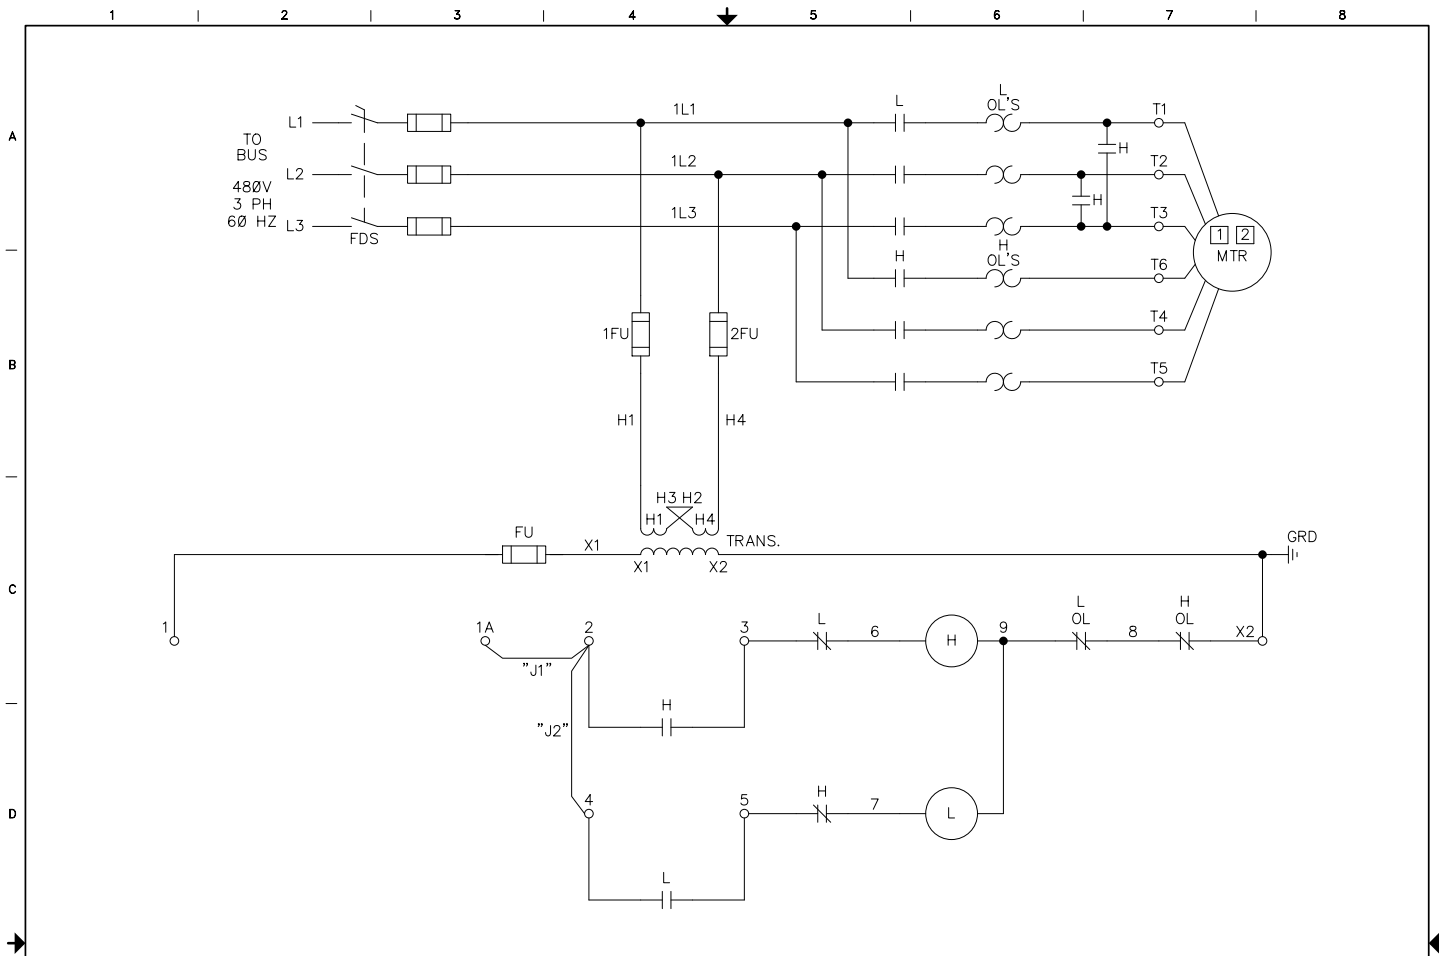 1 2 3 4 5 6 7 8
A
B
C
D
TO
BUS
480V
3 PH
60 HZ
L1
L2
L3
FDS
1L1
1L2
1L3
L
L
OL'S
H
H
H
H
OL'S
T1
T2
T3
T6
T4
T5
1 2
MTR
1FU
2FU
H1
H4
H3 H2
H1 H4
TRANS.
FU
X1
X1 X2
GRD
1
1A
2
3
L
6
H
9
L
OL
8
H
OL
X2
"J1"
"J2"
H
4
5
H
7
L
L